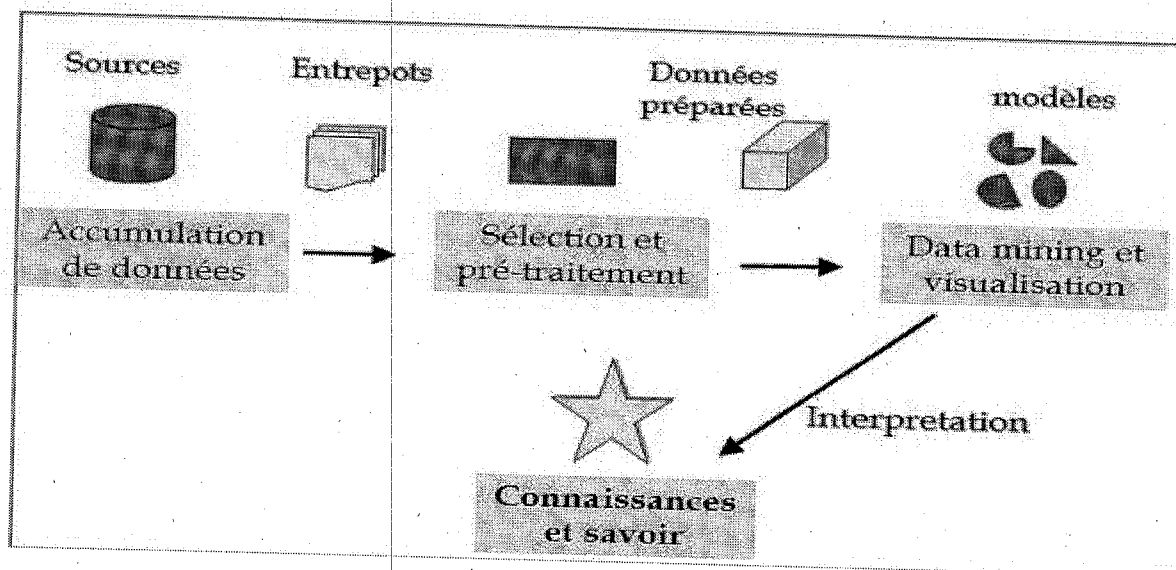 Sources
Entrepots
Données
préparées
modèles
Accumulation
de données
Sélection et
pré-traitement
Data mining et
visualisation
Interpretation
Connaissances
et savoir